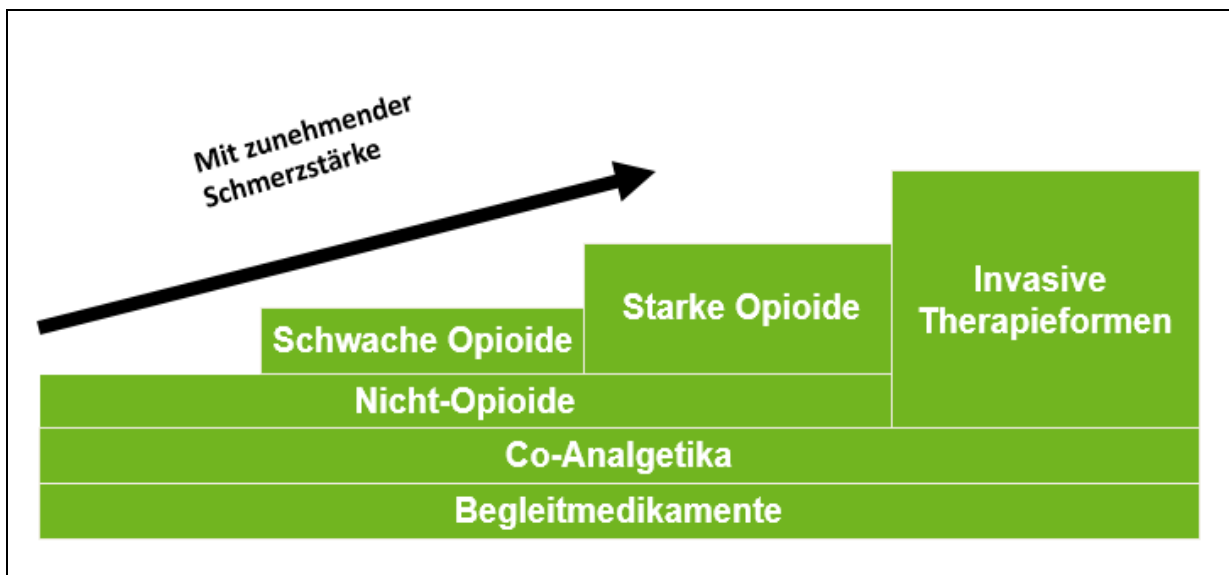 Mit zunehmender
Schmerzstärke
Schwache Opioide
Starke Opioide
Invasive
Therapieformen
Nicht-Opioide
Co-Analgetika
Begleitmedikamente